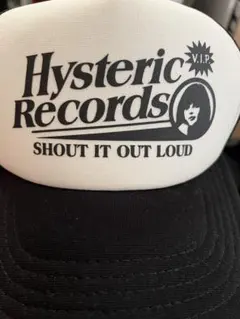 V.I.P.
Hysteric
Records
SHOUT IT OUT LOUD